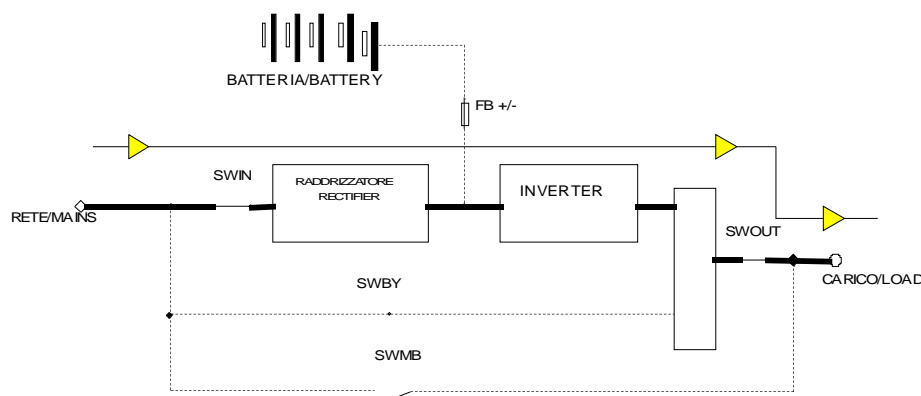 BATTERIA/BATTERY
FB +/-
SWIN
RADDRIZZATORE
RECTIFIER
INVERTER
RETE/MAINS
SWOUT
CARICO/LOAD
SWBY
SWMB